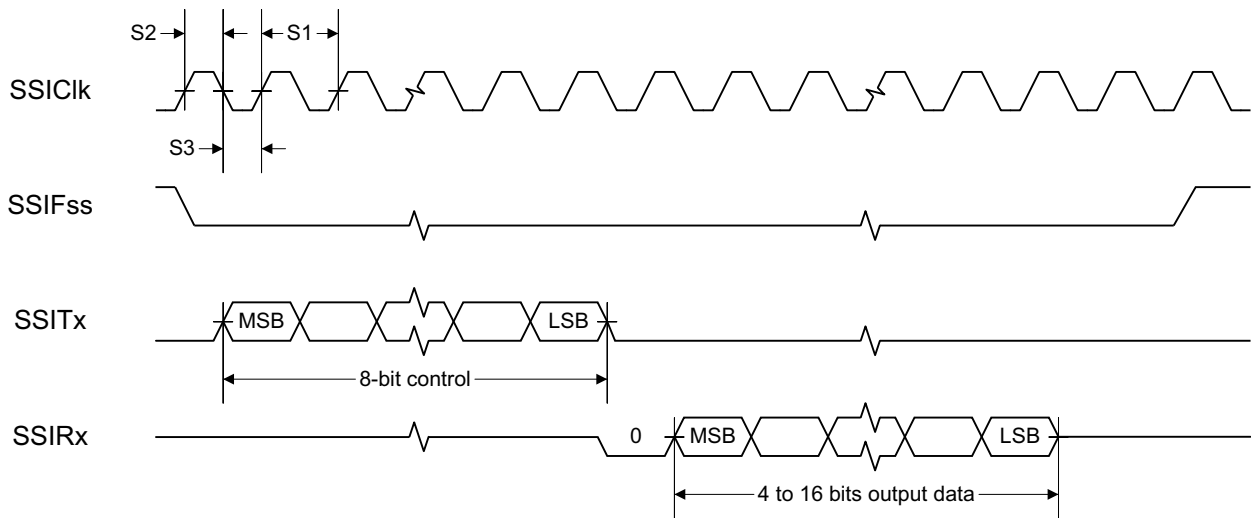 S2
S1
SSIClk
S3
SSIFss
SSITx
MSB
LSB
8-bit control
SSIRx
0
MSB
LSB
4 to 16 bits output data